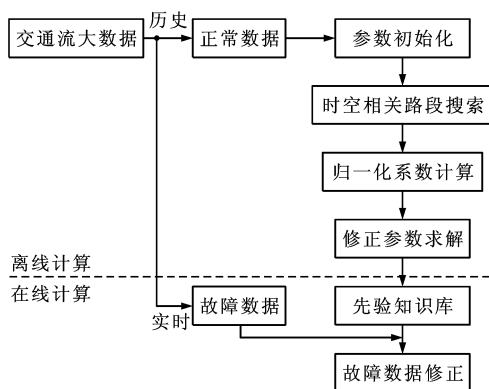 交通流大数据
历史
正常数据
参数初始化
时空相关路段搜索
归一化系数计算
修正参数求解
离线计算
在线计算
实时
故障数据
先验知识库
故障数据修正